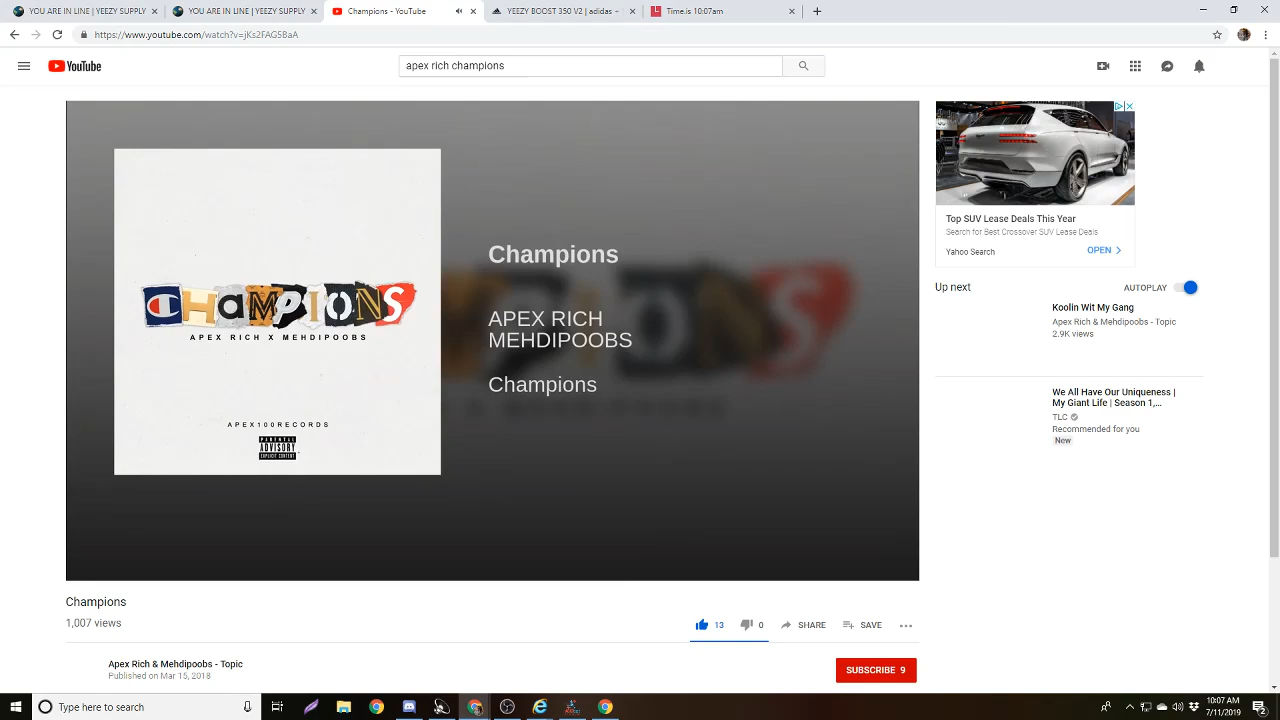 YOU ARE IN LINE | YEEZY SUPPLY
YOU ARE IN LINE | YEEZY SUPPLY
Champions - YouTube
YEEZY BOOST 350 V2 | adidas
Time.is 10:07am
https://www.youtube.com/watch?v=jKs2FAG5BaA
YouTube
apex rich champions
CHAMPIONS
APEX RICH X MEHDIPOOBS
APEX100RECORDS
PARENTAL
ADVISORY
EXPLICIT CONTENT
Champions
APEX RICH
MEHDIPOOBS
Champions
Top SUV Lease Deals This Year
Search for Best Crossover SUV Lease Deals
Yahoo Search
OPEN
Up next
AUTOPLAY
Koolin Wit My Gang
Apex Rich & Mehdipoobs - Topic
2.9K views
We All Have Our Uniqueness |
My Giant Life | Season 1,...
TLC
Recommended for you
New
Champions
1,007 views
13
0
SHARE
SAVE
Apex Rich & Mehdipoobs - Topic
Published on Mar 15, 2018
SUBSCRIBE 9
Type here to search
10:07 AM
7/11/2019